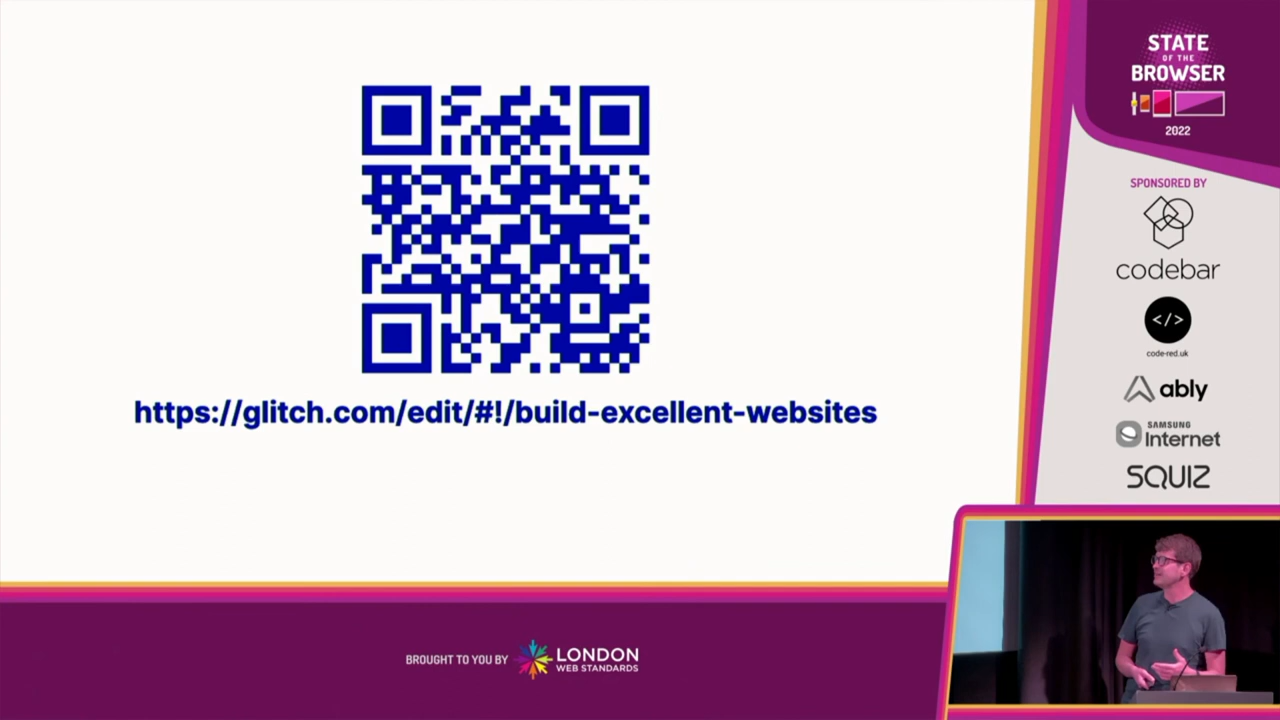 https://glitch.com/edit/#!/build-excellent-websites
STATE
OF THE
BROWSER
2022
SPONSORED BY
codebar
</>
code-red.uk
ably
SAMSUNG
Internet
SQUIZ
BROUGHT TO YOU BY
LONDON
WEB STANDARDS